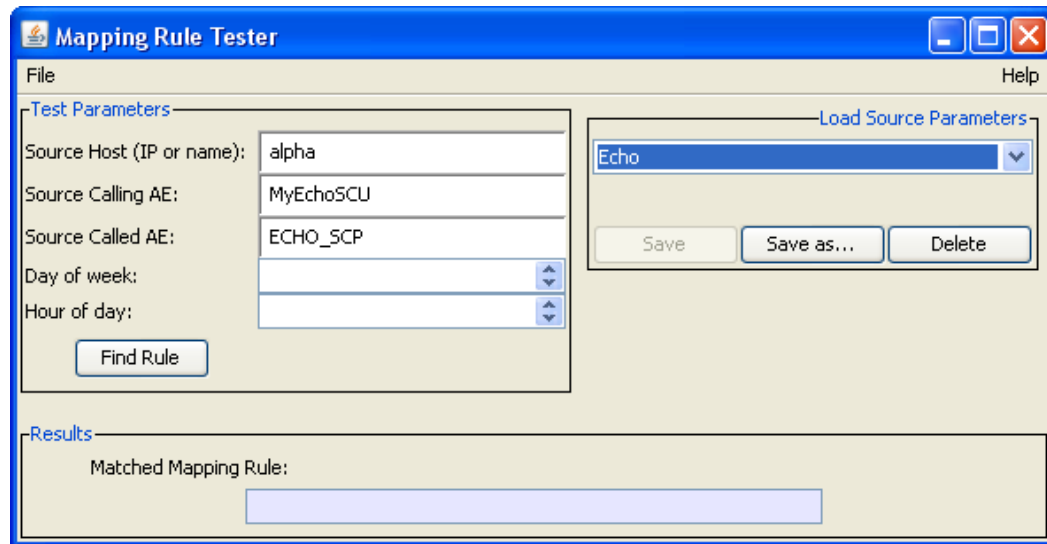 Mapping Rule Tester
File
Help
Test Parameters
Source Host (IP or name):
alpha
Source Calling AE:
MyEchoSCU
Source Called AE:
ECHO_SCP
Day of week:
Hour of day:
Find Rule
Load Source Parameters
Echo
Save
Save as...
Delete
Results
Matched Mapping Rule: